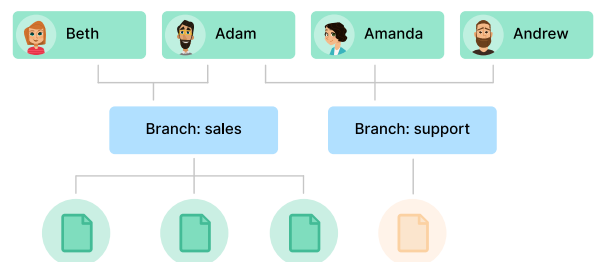 Beth
Adam
Amanda
Andrew
Branch: sales
Branch: support